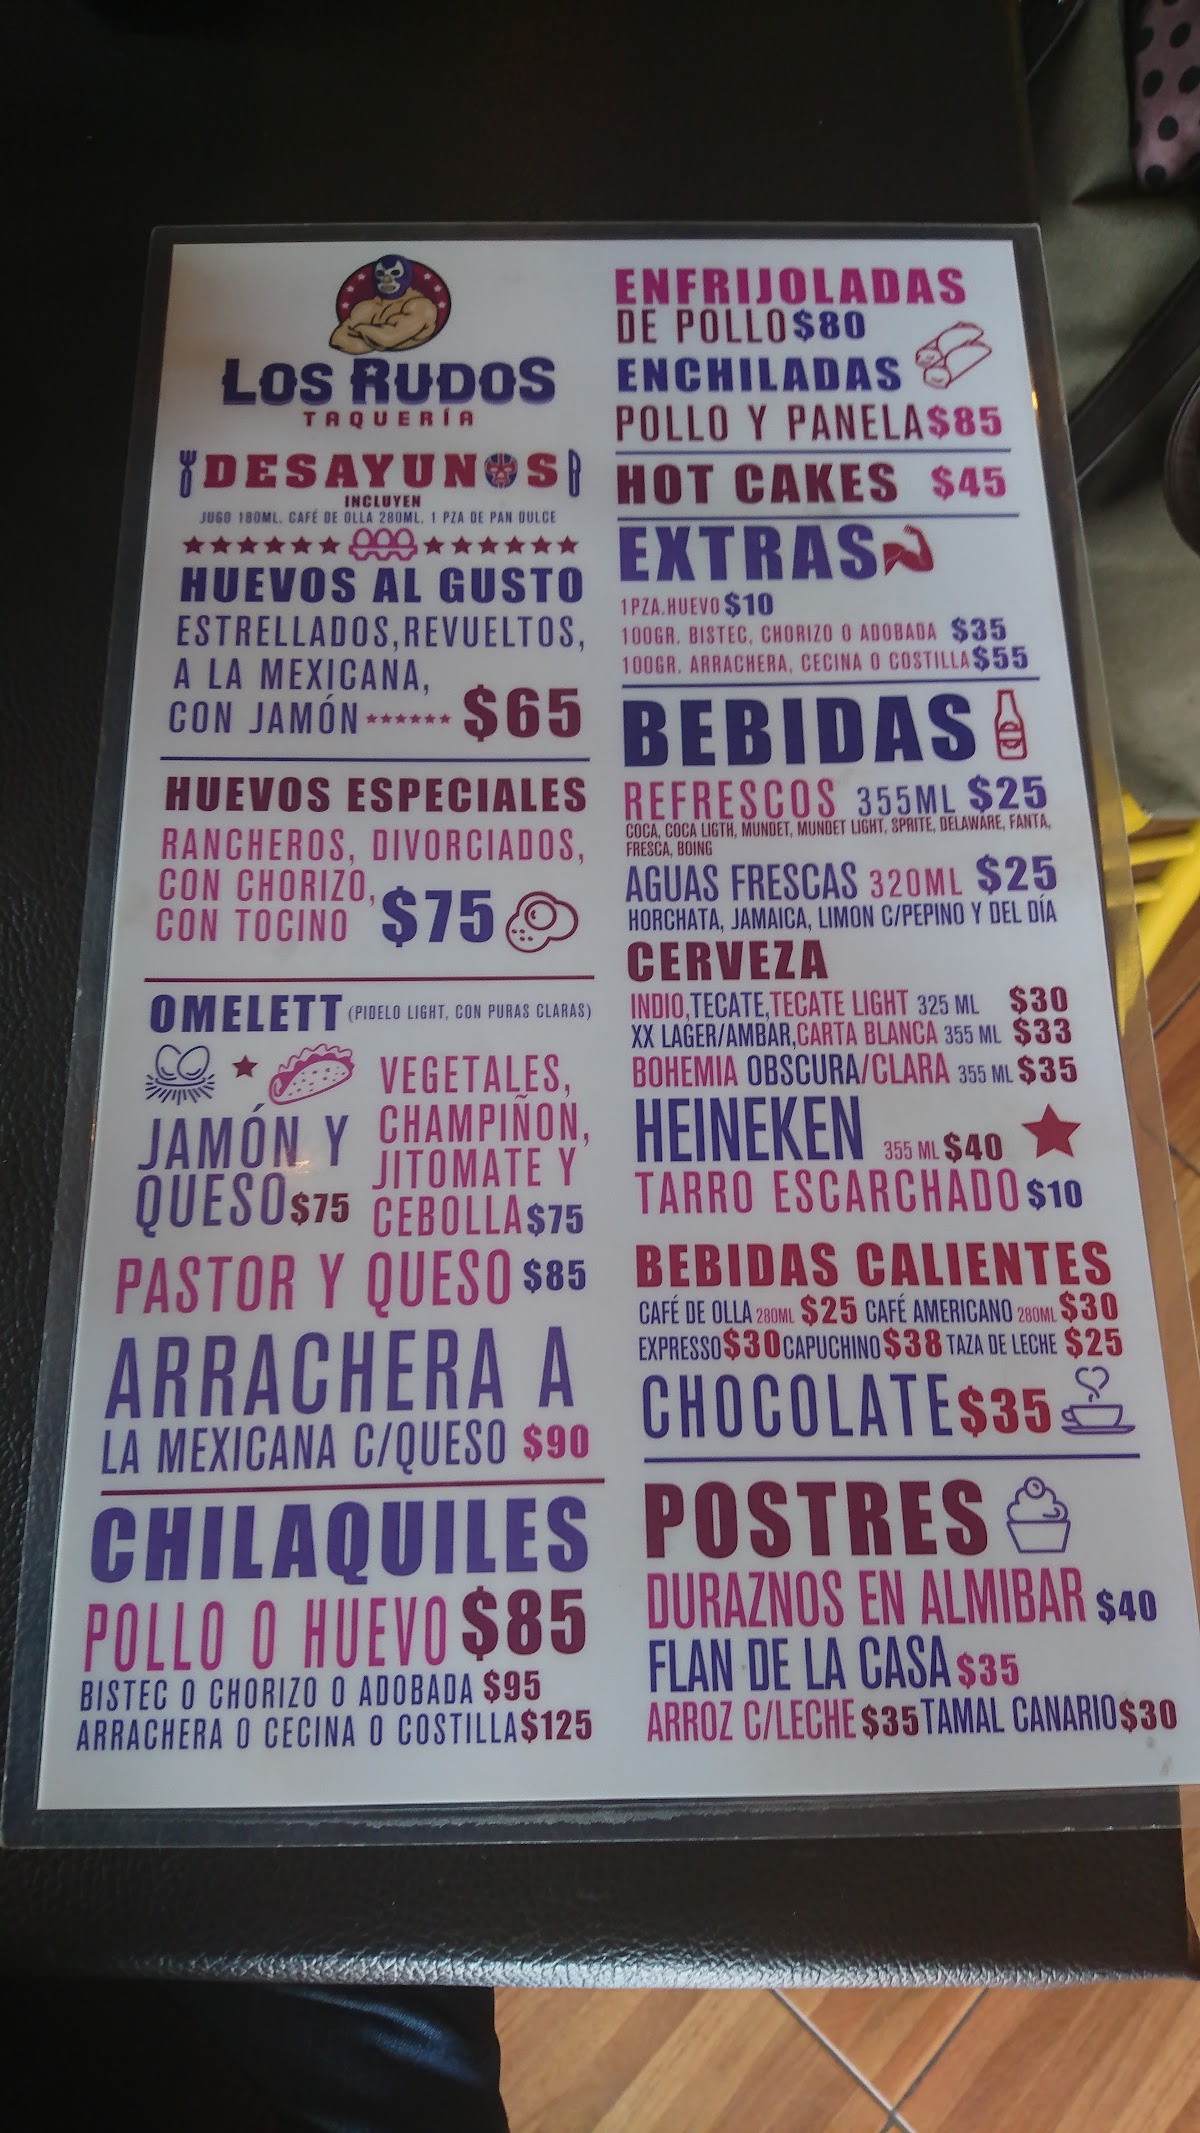 LOS RUDOS
TAQUERÍA
DESAYUNOS
INCLUYEN
JUGO 180ML, CAFÉ DE OLLA 280ML, 1 PZA DE PAN DULCE
HUEVOS AL GUSTO
ESTRELLADOS,REVUELTOS,
A LA MEXICANA,
CON JAMÓN $65
HUEVOS ESPECIALES
RANCHEROS, DIVORCIADOS,
CON CHORIZO,
CON TOCINO $75
OMELETT (PIDELO LIGHT, CON PURAS CLARAS)
JAMÓN Y
QUESO $75
VEGETALES,
CHAMPIÑON,
JITOMATE Y
CEBOLLA $75
PASTOR Y QUESO $85
ARRACHERA A
LA MEXICANA C/QUESO $90
CHILAQUILES
POLLO O HUEVO $85
BISTEC O CHORIZO O ADOBADA $95
ARRACHERA O CECINA O COSTILLA $125
ENFRIJOLADAS
DE POLLO $80
ENCHILADAS
POLLO Y PANELA $85
HOT CAKES $45
EXTRAS
1PZA.HUEVO $10
100GR. BISTEC, CHORIZO O ADOBADA $35
100GR. ARRACHERA, CECINA O COSTILLA $55
BEBIDAS
REFRESCOS 355ML $25
COCA, COCA LIGTH, MUNDET, MUNDET LIGHT, SPRITE, DELAWARE, FANTA,
FRESCA, BOING
AGUAS FRESCAS 320ML $25
HORCHATA, JAMAICA, LIMON C/PEPINO Y DEL DÍA
CERVEZA
INDIO,TECATE,TECATE LIGHT 325 ML $30
XX LAGER/AMBAR,CARTA BLANCA 355 ML $33
BOHEMIA OBSCURA/CLARA 355 ML $35
HEINEKEN 355 ML $40
TARRO ESCARCHADO $10
BEBIDAS CALIENTES
CAFÉ DE OLLA 280ML $25 CAFÉ AMERICANO 280ML $30
EXPRESSO $30 CAPUCHINO $38 TAZA DE LECHE $25
CHOCOLATE $35
POSTRES
DURAZNOS EN ALMIBAR $40
FLAN DE LA CASA $35
ARROZ C/LECHE $35 TAMAL CANARIO $30